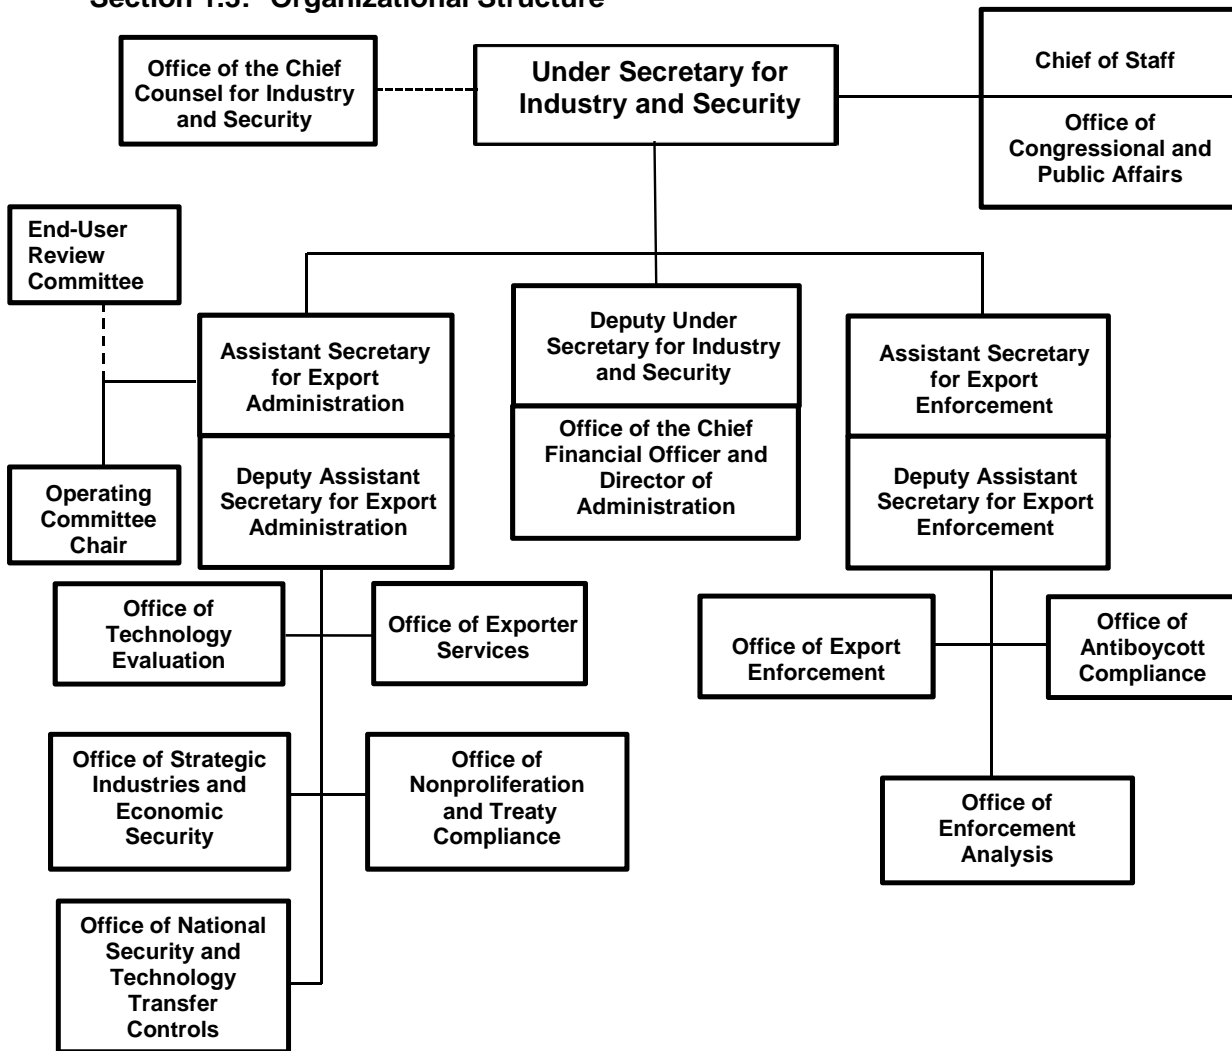 Section 1.3: Organizational Structure
Office of the Chief
Counsel for Industry
and Security
Under Secretary for
Industry and Security
Chief of Staff
Office of
Congressional and
Public Affairs
End-User
Review
Committee
Assistant Secretary
for Export
Administration
Deputy Under
Secretary for Industry
and Security
Assistant Secretary
for Export
Enforcement
Operating
Committee
Chair
Deputy Assistant
Secretary for Export
Administration
Office of the Chief
Financial Officer and
Director of
Administration
Deputy Assistant
Secretary for Export
Enforcement
Office of
Technology
Evaluation
Office of Exporter
Services
Office of Export
Enforcement
Office of
Antiboycott
Compliance
Office of Strategic
Industries and
Economic
Security
Office of
Nonproliferation
and Treaty
Compliance
Office of
Enforcement
Analysis
Office of National
Security and
Technology
Transfer
Controls